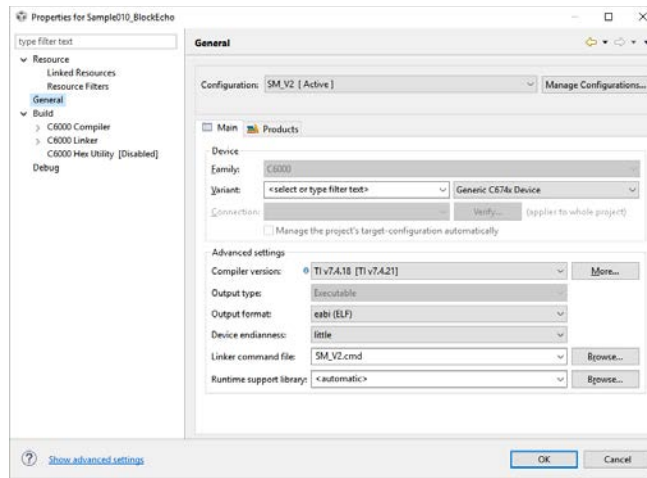 Properties for Sample010_BlockEcho
type filter text
General
Resource
Linked Resources
Resource Filters
General
Build
C6000 Compiler
C6000 Linker
C6000 Hex Utility [Disabled]
Debug
Configuration: SM_V2 [ Active ] Manage Configurations...
Main Products
Device
Family: C6000
Variant: <select or type filter text> Generic C674x Device
Connection: Verify... (applies to whole project)
Manage the project's target-configuration automatically
Advanced settings
Compiler version: TI v7.4.18 [TI v7.4.21] More...
Output type: Executable
Output format: eabi (ELF)
Device endianness: little
Linker command file: SM_V2.cmd Browse...
Runtime support library: <automatic> Browse...
Show advanced settings OK Cancel